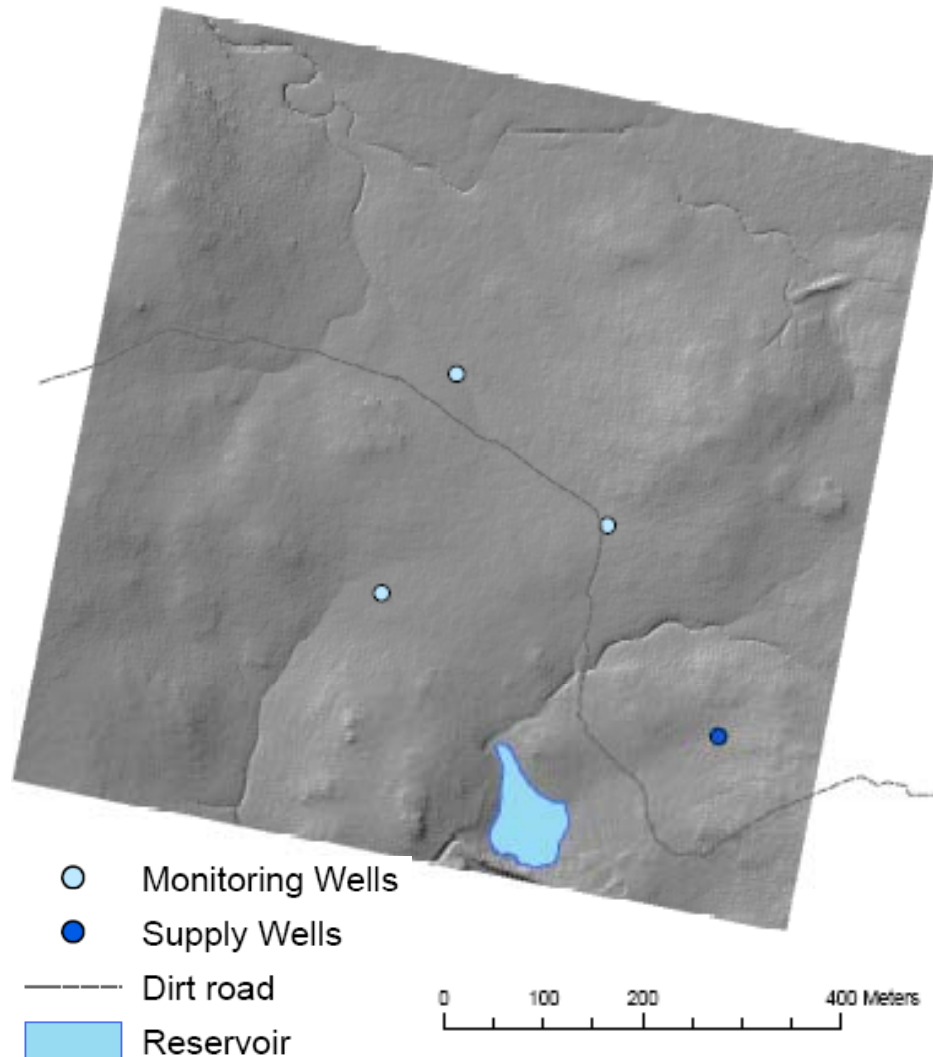 Monitoring Wells
Supply Wells
Dirt road
Reservoir
0 100 200 400 Meters